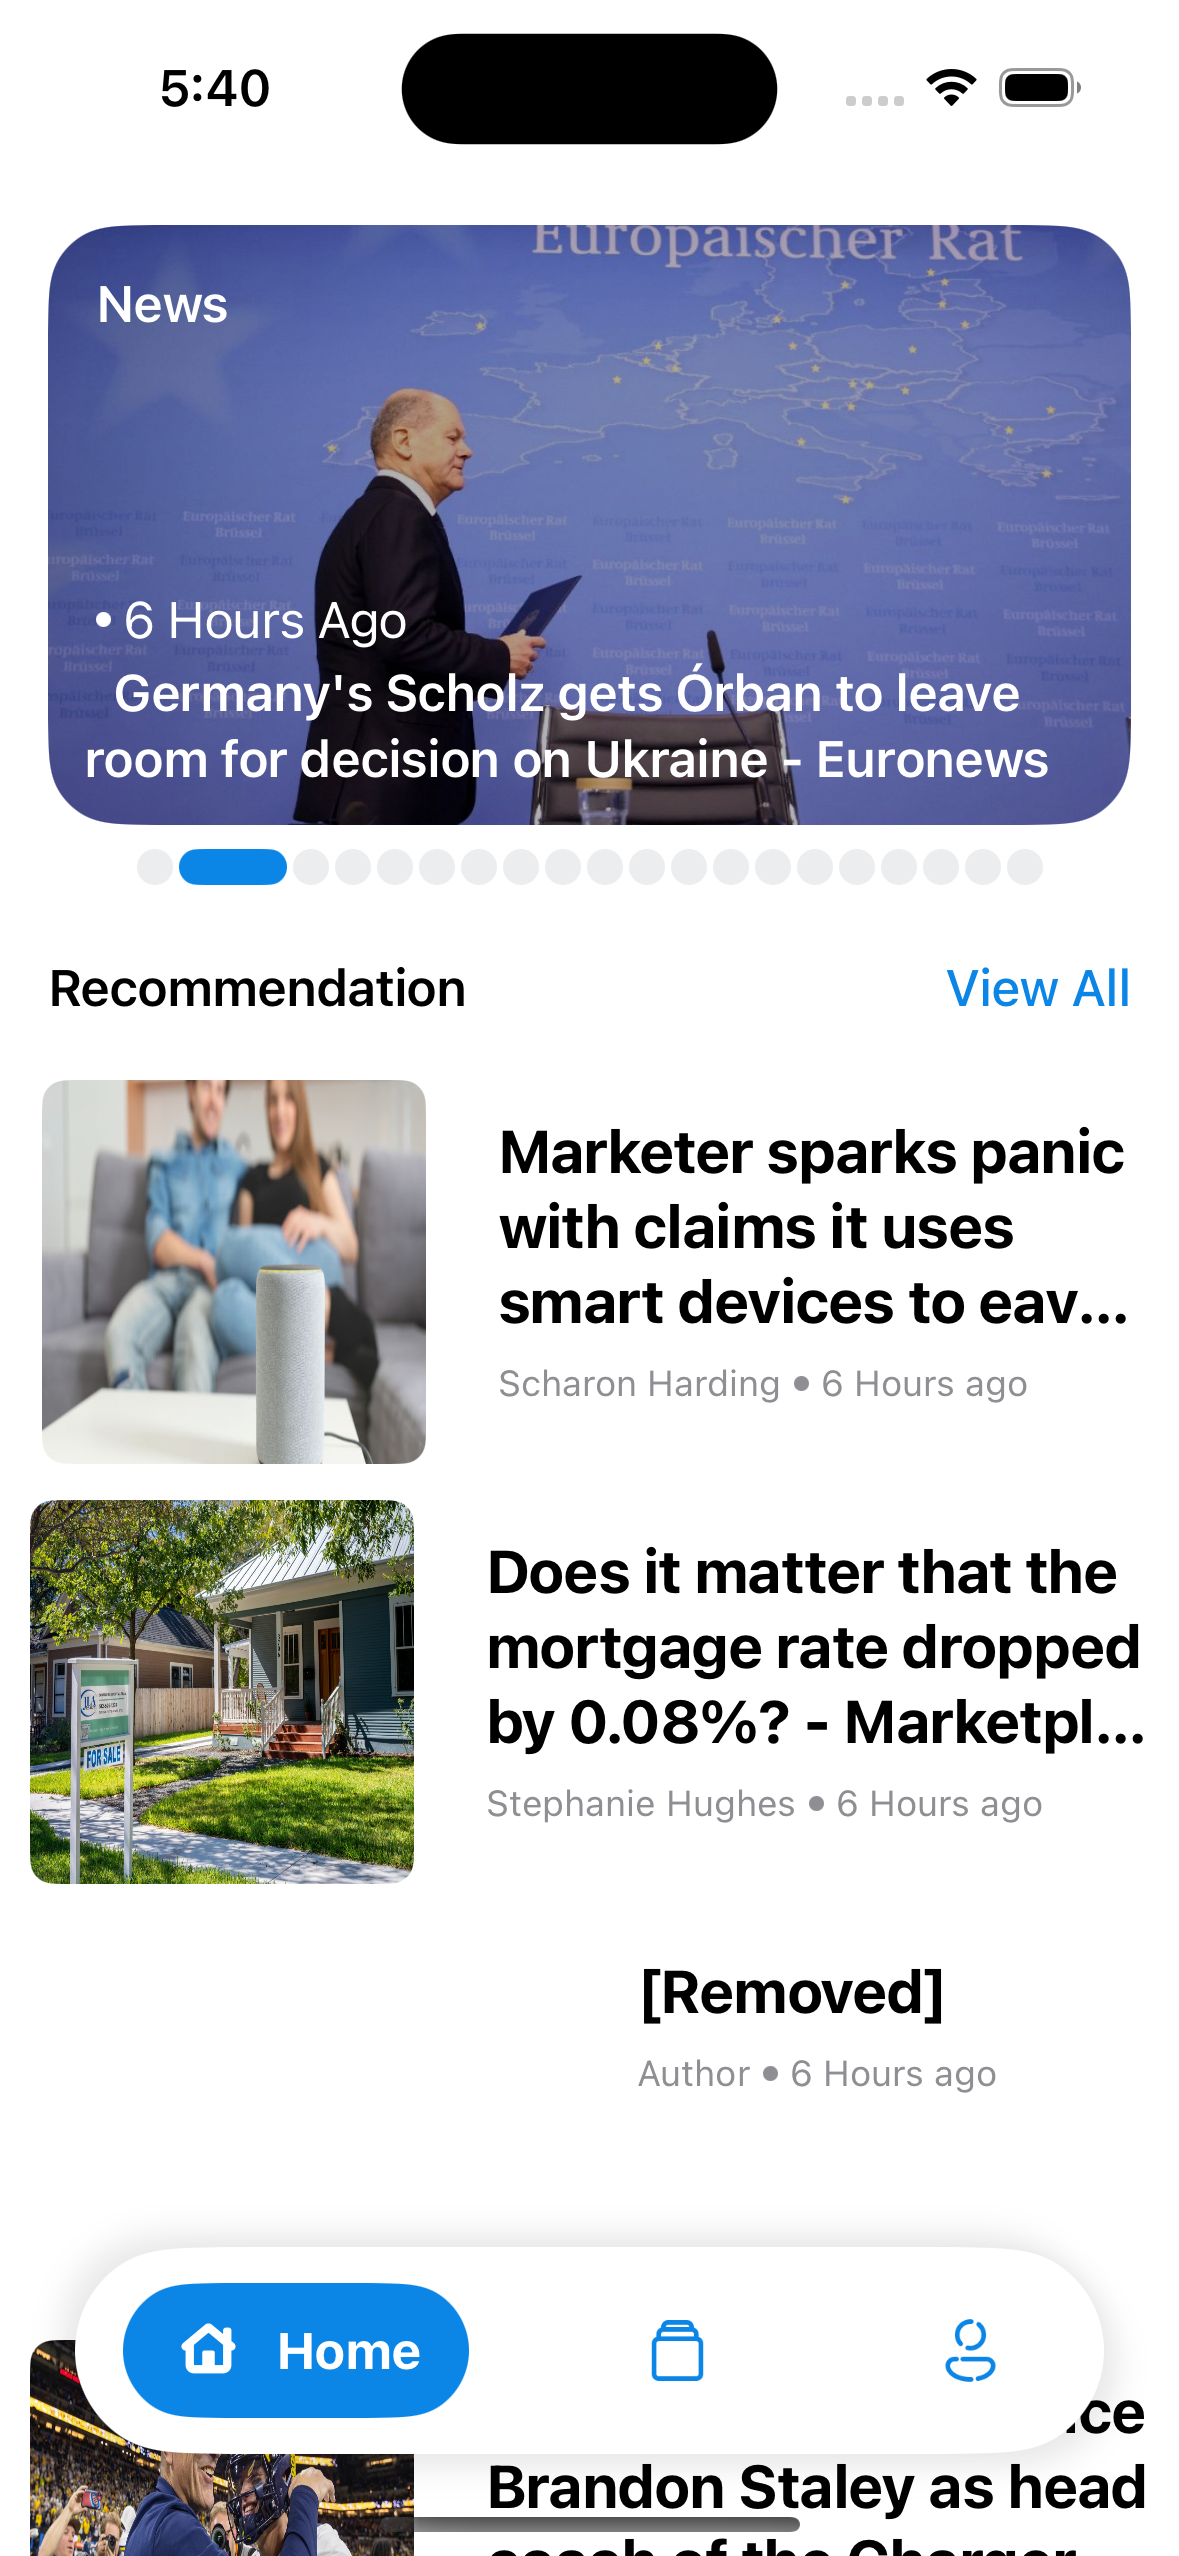 5:40
Europäischer Rat
News
• 6 Hours Ago
Germany's Scholz gets Órban to leave
room for decision on Ukraine - Euronews
Recommendation
View All
Marketer sparks panic
with claims it uses
smart devices to eav...
Scharon Harding • 6 Hours ago
FOR SALE
Does it matter that the
mortgage rate dropped
by 0.08%? - Marketpl...
Stephanie Hughes • 6 Hours ago
[Removed]
Author • 6 Hours ago
Home
Brandon Staley as head